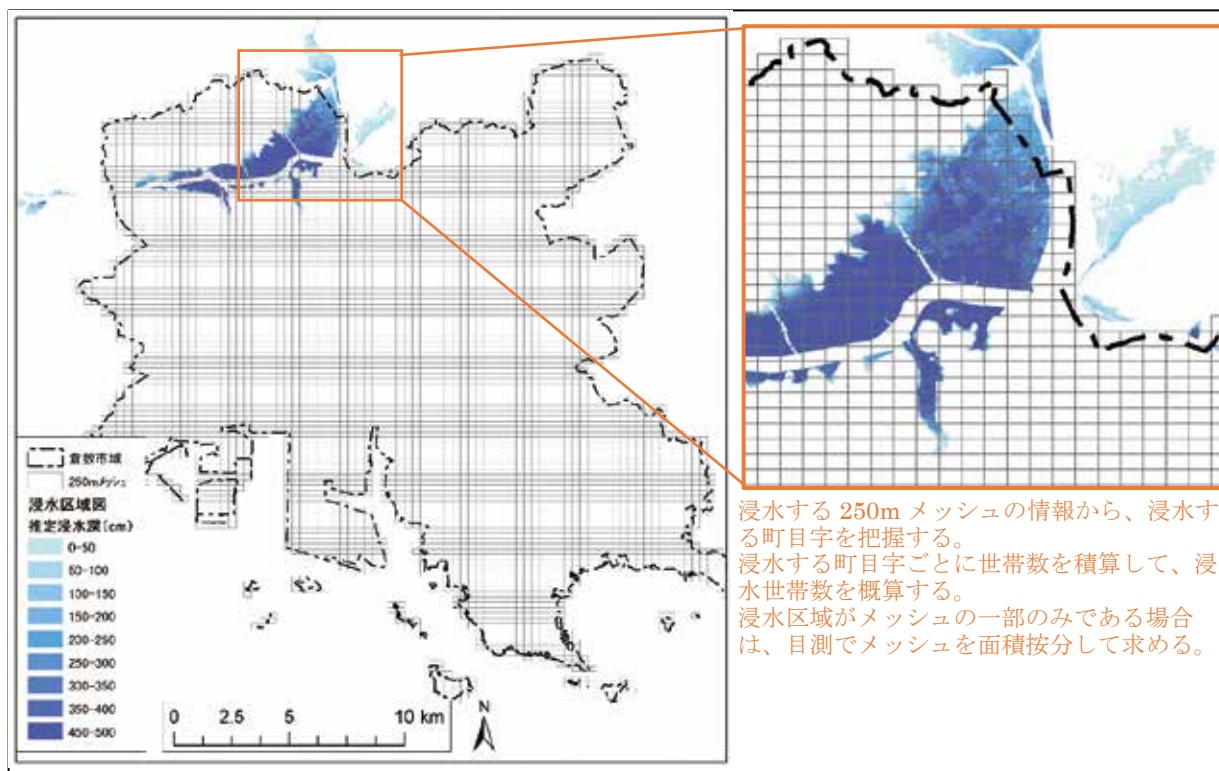 倉敷市域
250mメッシュ
浸水区域図
推定浸水深(cm)
0-50
50-100
100-150
150-200
200-250
250-300
300-350
350-400
450-500
0 2.5 5 10 km
N
浸水する 250m メッシュの情報から、浸水す
る町目字を把握する。
浸水する町目字ごとに世帯数を積算して、浸
水世帯数を概算する。
浸水区域がメッシュの一部のみである場合
は、目測でメッシュを面積按分して求める。